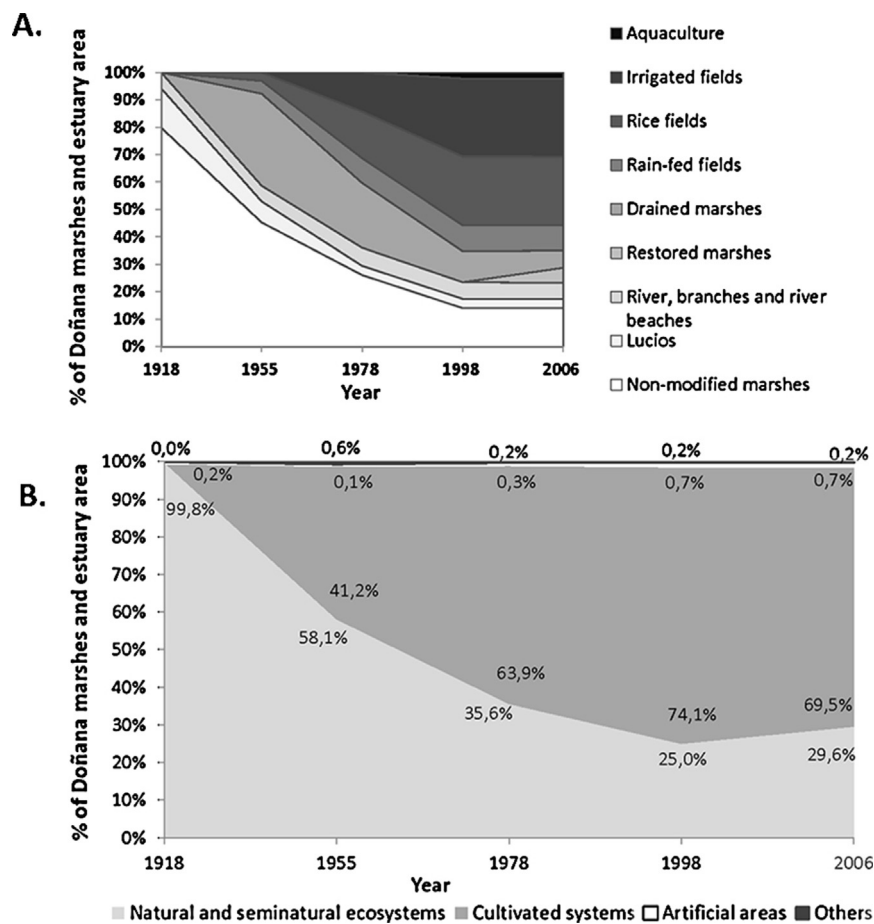 A.
% of Doñana marshes and estuary area
100%
90%
80%
70%
60%
50%
40%
30%
20%
10%
0%
1918 1955 1978 1998 2006
Year
Aquaculture
Irrigated fields
Rice fields
Rain-fed fields
Drained marshes
Restored marshes
River, branches and river
beaches
Lucios
Non-modified marshes
B.
% of Doñana marshes and estuary area
0,0% 0,6% 0,2% 0,2% 0,2%
100%
90%
80%
70%
60%
50%
40%
30%
20%
10%
0%
0,2% 0,1% 0,3% 0,7% 0,7%
99,8%
41,2%
58,1%
63,9%
35,6%
74,1%
25,0%
69,5%
29,6%
1918 1955 1978 1998 2006
Year
Natural and seminatural ecosystems Cultivated systems Artificial areas Others